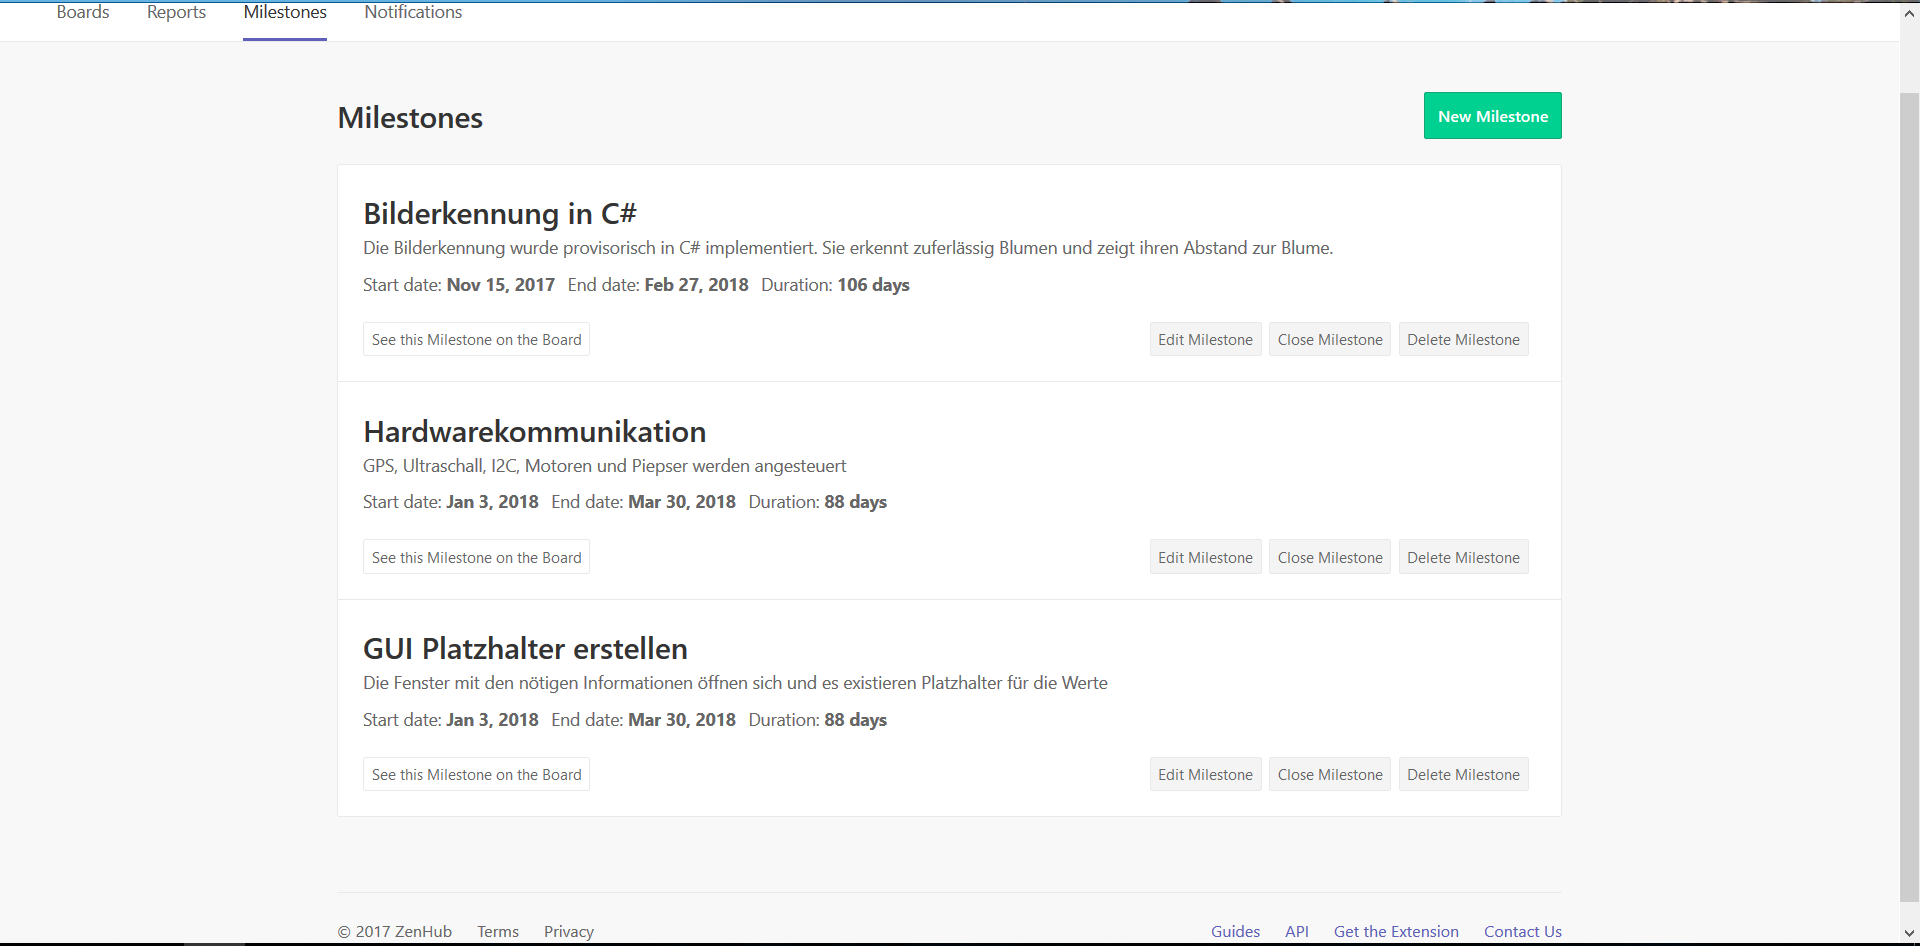 Boards Reports Milestones Notifications
Milestones
New Milestone
Bilderkennung in C#
Die Bilderkennung wurde provisorisch in C# implementiert. Sie erkennt zuferlässig Blumen und zeigt ihren Abstand zur Blume.
Start date: Nov 15, 2017 End date: Feb 27, 2018 Duration: 106 days
See this Milestone on the Board Edit Milestone Close Milestone Delete Milestone
Hardwarekommunikation
GPS, Ultraschall, I2C, Motoren und Piepser werden angesteuert
Start date: Jan 3, 2018 End date: Mar 30, 2018 Duration: 88 days
See this Milestone on the Board Edit Milestone Close Milestone Delete Milestone
GUI Platzhalter erstellen
Die Fenster mit den nötigen Informationen öffnen sich und es existieren Platzhalter für die Werte
Start date: Jan 3, 2018 End date: Mar 30, 2018 Duration: 88 days
See this Milestone on the Board Edit Milestone Close Milestone Delete Milestone
© 2017 ZenHub Terms Privacy Guides API Get the Extension Contact Us